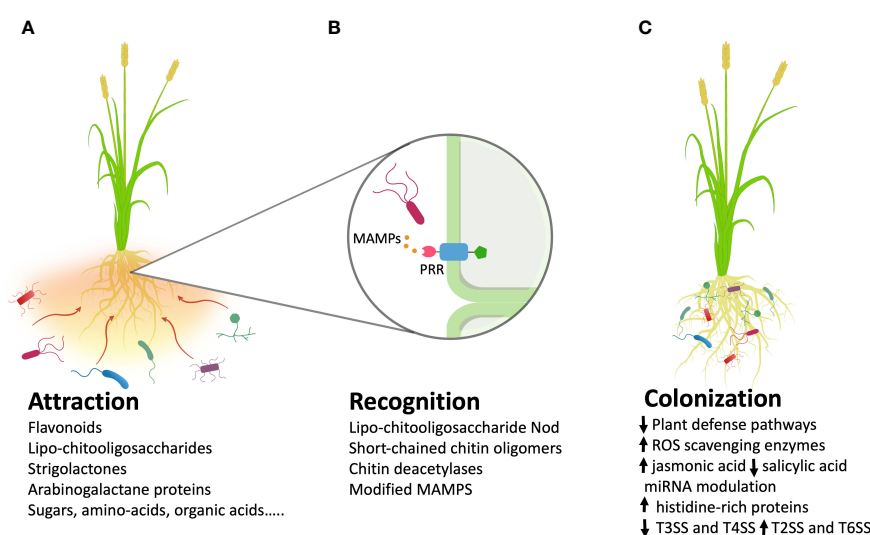 A
B
C
MAMPs
PRR
Attraction
Flavonoids
Lipo-chitooligosaccharides
Strigolactones
Arabinogalactane proteins
Sugars, amino-acids, organic acids.....
Recognition
Lipo-chitooligosaccharide Nod
Short-chained chitin oligomers
Chitin deacetylases
Modified MAMPS
Colonization
⬇ Plant defense pathways
⬆ ROS scavenging enzymes
⬆ jasmonic acid ⬇ salicylic acid
miRNA modulation
⬆ histidine-rich proteins
⬇ T3SS and T4SS ⬆ T2SS and T6SS